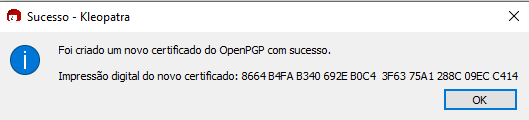 Sucesso - Kleopatra
Foi criado um novo certificado do OpenPGP com sucesso.
Impressão digital do novo certificado: 8664 B4FA B340 692E B0C4  3F63 75A1 288C 09EC C414
OK